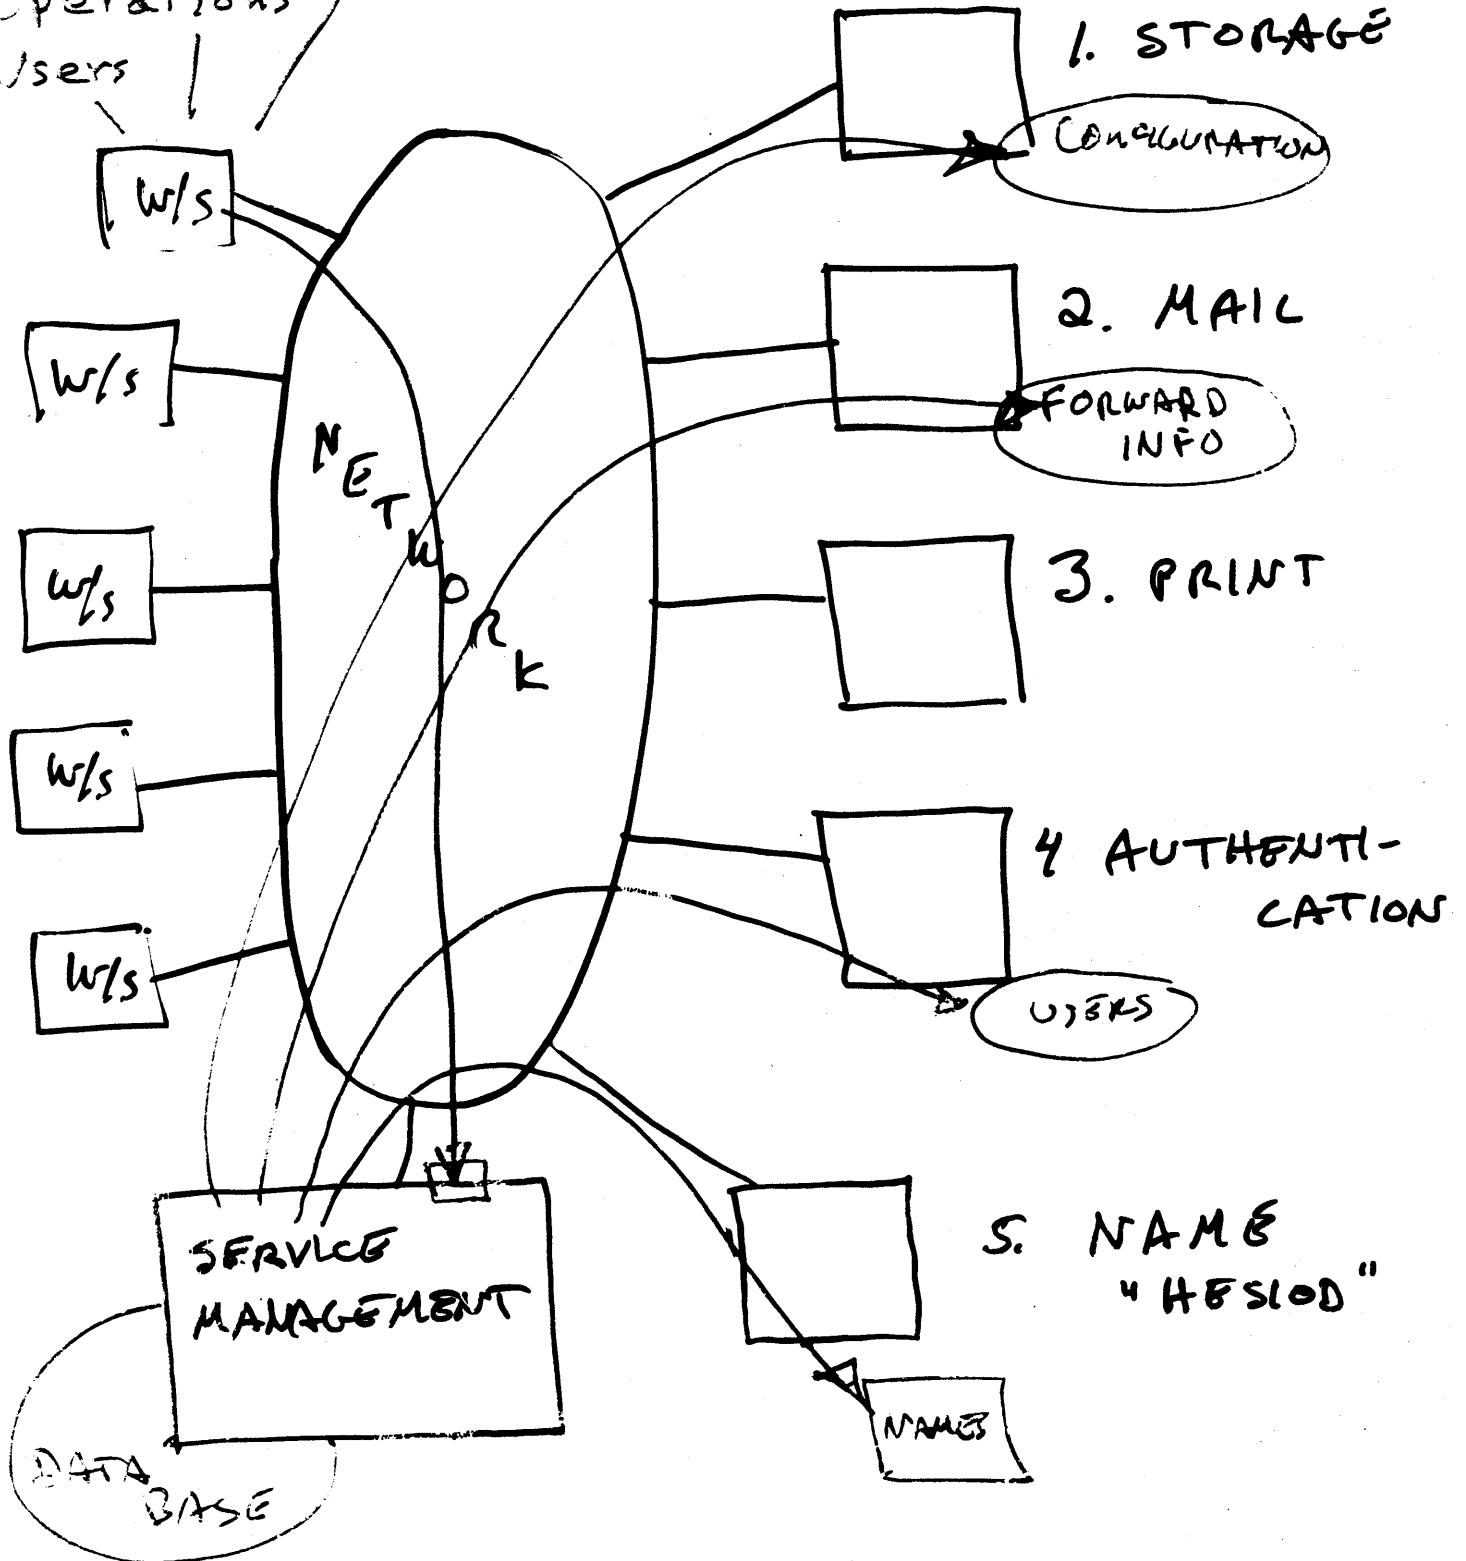 Operations
Users
W/S
W/S
W/S
W/S
W/S
NETWORK
1. STORAGE
CONFIGURATION
2. MAIL
FORWARD
INFO
3. PRINT
4 AUTHENTI-
CATION
USERS
5. NAME
"HESIOD"
NAMES
SERVICE
MANAGEMENT
DATA
BASE